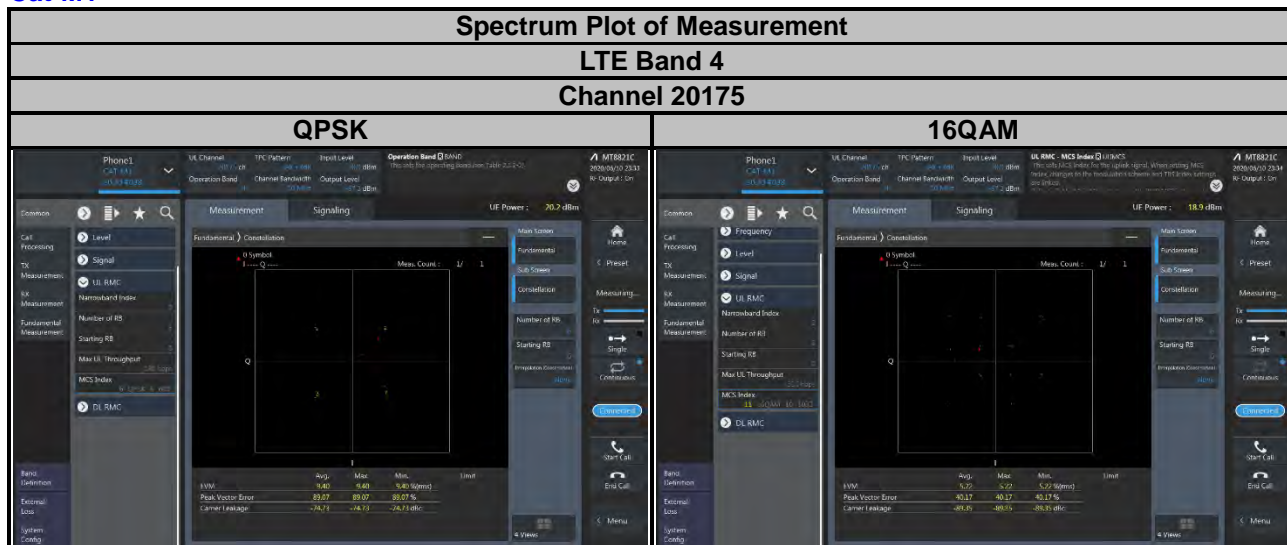 Spectrum Plot of Measurement
LTE Band 4
Channel 20175
QPSK
16QAM
Phone1
UL Channel TPC Pattern Input Level
Operation Band Channel Bandwidth Output Level
Operation Band BAND
MT8821C
Common
Measurement Signaling
UE Power : 20.2 dBm
Call Processing
TX Measurement
RX Measurement
Fundamental Measurement
Level
Signal
UL RMC
Narrowband Index
Number of RB
Starting RB
Max UL Throughput
MCS Index
DL RMC
Fundamental Constellation
0 Symbol
I ---- Q ----
Meas. Count : 1/ 1
Q
I
Avg. Max. Min. Limit
EVM 9.40 9.40 9.40 %(rms)
Peak Vector Error 89.07 89.07 89.07 %
Carrier Leakage -74.73 -74.73 -74.73 dBc
Main Screen
Fundamental
Sub Screen
Constellation
Number of RB
Starting RB
4 Views
Home
Preset
Measuring...
Tx
Rx
Single
Continuous
Connected
Start Call
End Call
Menu
Band Definition
External Loss
System Config
Phone1
UL Channel TPC Pattern Input Level
Operation Band Channel Bandwidth Output Level
UL RMC - MCS Index
MT8821C
Common
Measurement Signaling
UE Power : 18.9 dBm
Call Processing
TX Measurement
RX Measurement
Fundamental Measurement
Frequency
Level
Signal
UL RMC
Narrowband Index
Number of RB
Starting RB
Max UL Throughput
MCS Index
11
DL RMC
Fundamental Constellation
0 Symbol
I ---- Q ----
Meas. Count : 1/ 1
Q
I
Avg. Max. Min. Limit
EVM 5.22 5.22 5.22 %(rms)
Peak Vector Error 40.17 40.17 40.17 %
Carrier Leakage -89.35 -89.35 -89.35 dBc
Main Screen
Fundamental
Sub Screen
Constellation
Number of RB
Starting RB
4 Views
Home
Preset
Measuring...
Tx
Rx
Single
Continuous
Connected
Start Call
End Call
Menu
Band Definition
External Loss
System Config